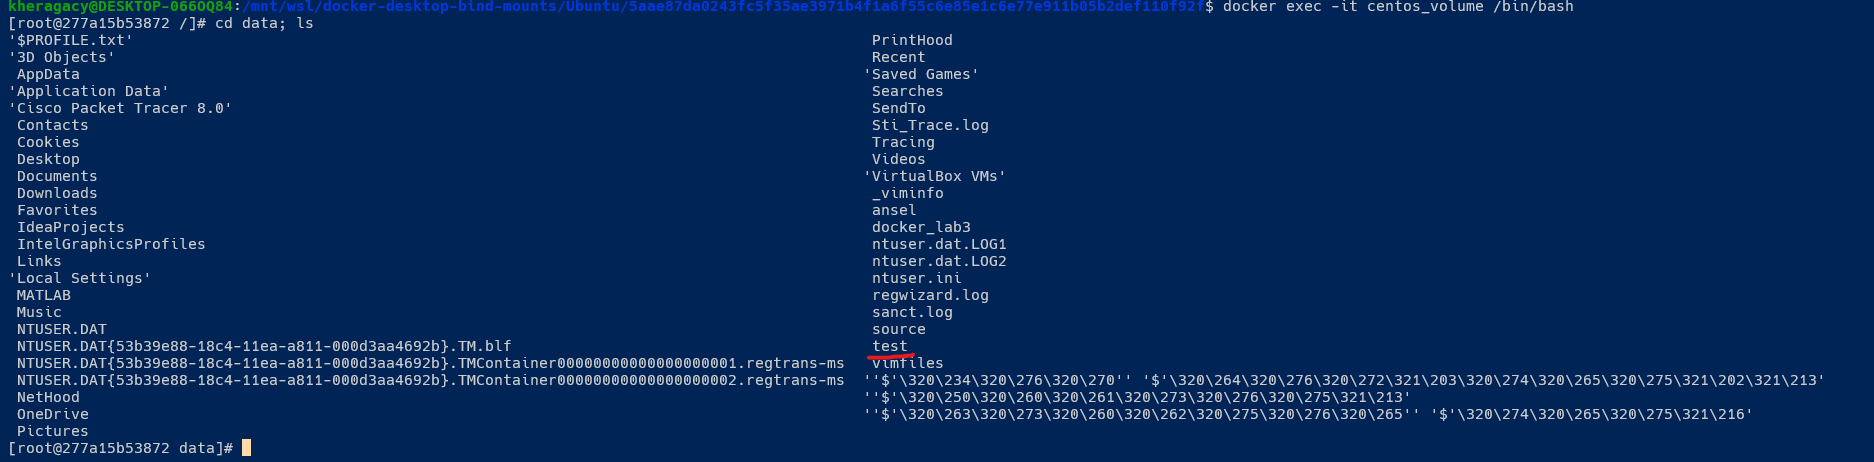 kheragacy@DESKTOP-066OQ84:/mnt/wsl/docker-desktop-bind-mounts/Ubuntu/5aae87da0243fc5f35ae3971b4f1a6f55c6e85e1c6e77e911b05b2def110f92f$ docker exec -it centos_volume /bin/bash
[root@277a15b53872 /]# cd data; ls
'$PROFILE.txt' PrintHood
'3D Objects' Recent
AppData 'Saved Games'
'Application Data' Searches
'Cisco Packet Tracer 8.0' SendTo
Contacts Sti_Trace.log
Cookies Tracing
Desktop Videos
Documents 'VirtualBox VMs'
Downloads _viminfo
Favorites ansel
IdeaProjects docker_lab3
IntelGraphicsProfiles ntuser.dat.LOG1
Links ntuser.dat.LOG2
'Local Settings' ntuser.ini
MATLAB regwizard.log
Music sanct.log
NTUSER.DAT source
NTUSER.DAT{53b39e88-18c4-11ea-a811-000d3aa4692b}.TM.blf test
NTUSER.DAT{53b39e88-18c4-11ea-a811-000d3aa4692b}.TMContainer00000000000000000001.regtrans-ms vimfiles
NTUSER.DAT{53b39e88-18c4-11ea-a811-000d3aa4692b}.TMContainer00000000000000000002.regtrans-ms ''$'\320\234\320\276\320\270'' '$'\320\264\320\276\320\272\321\203\320\274\320\265\320\275\321\202\321\213'
NetHood ''$'\320\250\320\260\320\261\320\273\320\276\320\275\321\213'
OneDrive ''$'\320\263\320\273\320\260\320\262\320\275\320\276\320\265'' '$'\320\274\320\265\320\275\321\216'
Pictures
[root@277a15b53872 data]#